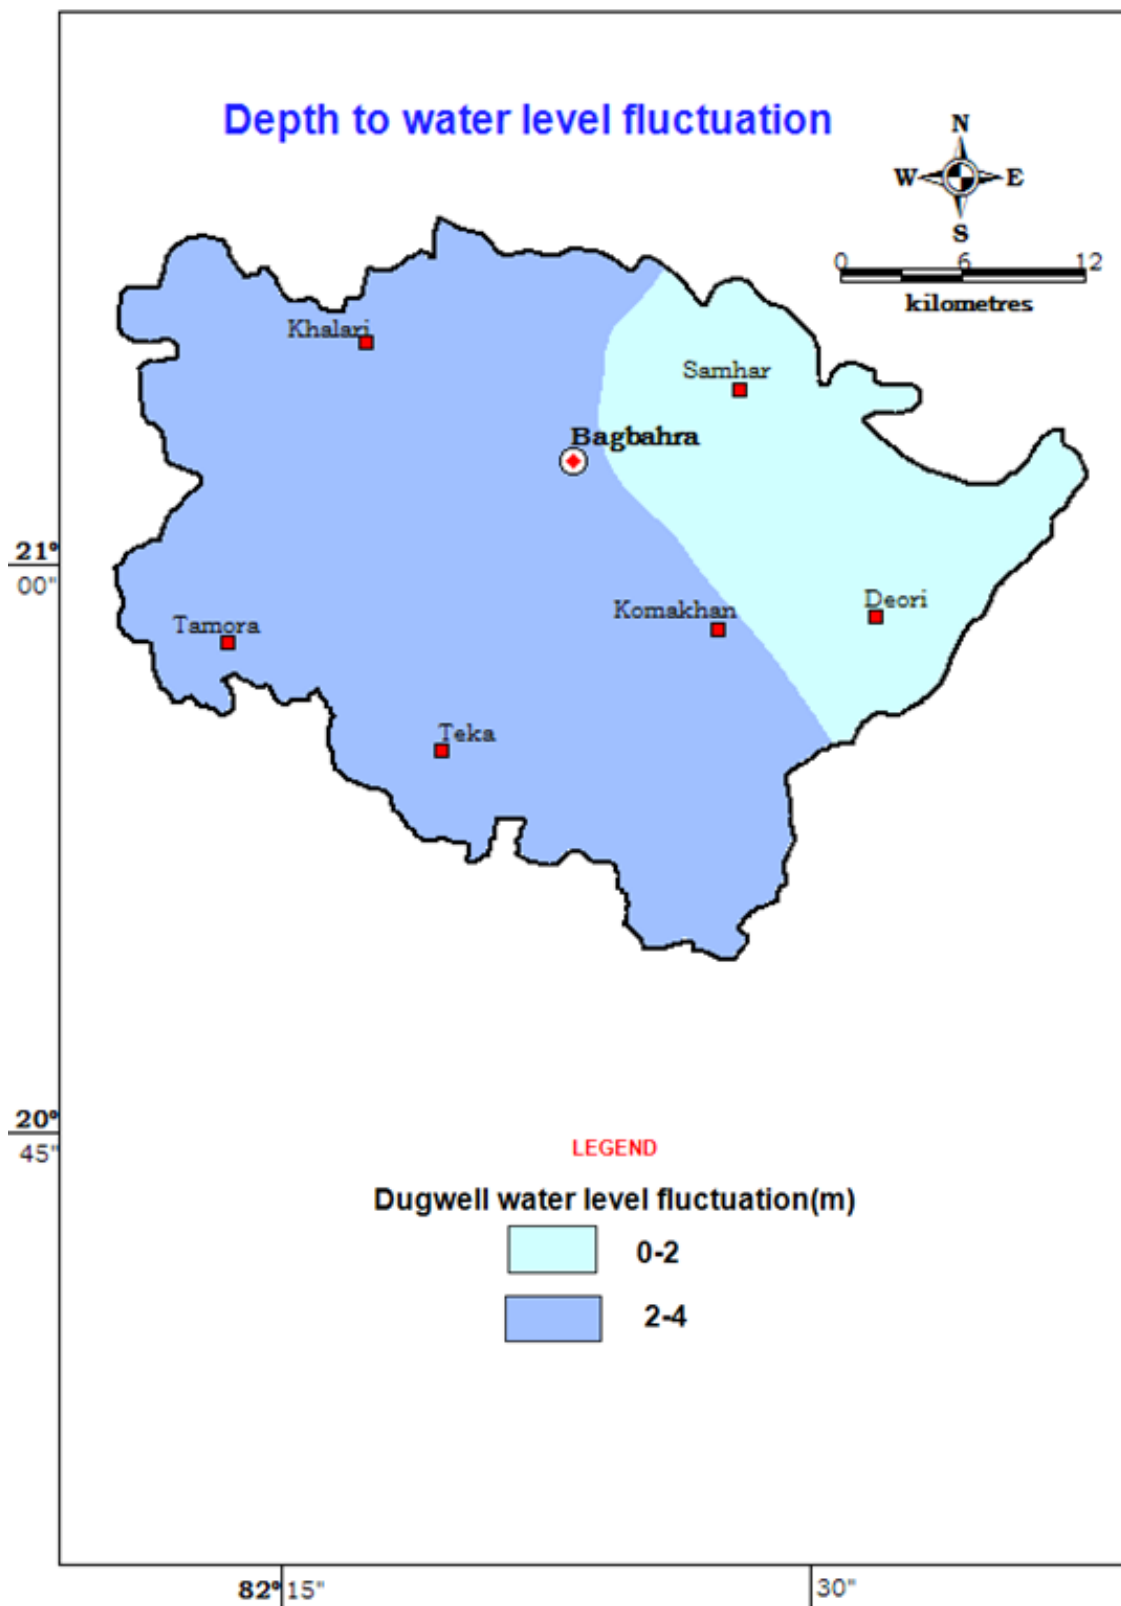 Depth to water level fluctuation
N
W E
S
0 6 12
kilometres
Khalari
Samhar
Bagbahra
21°
00"
Komakhan
Deori
Tamora
Teka
20°
45"
LEGEND
Dugwell water level fluctuation(m)
0-2
2-4
82° 15" 30"